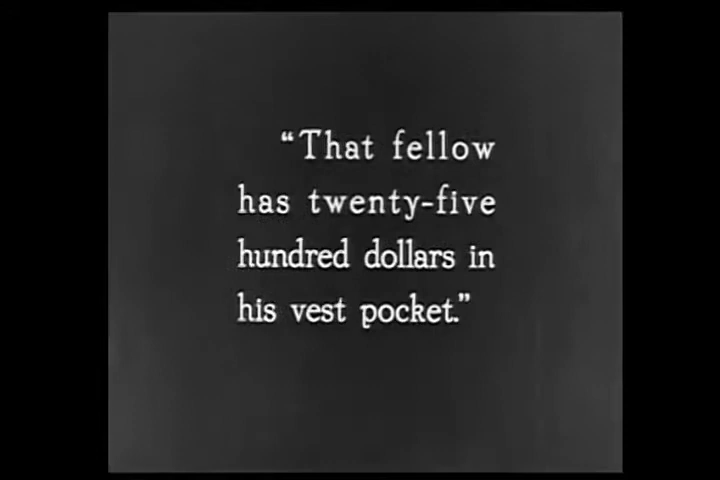 “That fellow
has twenty-five
hundred dollars in
his vest pocket.”